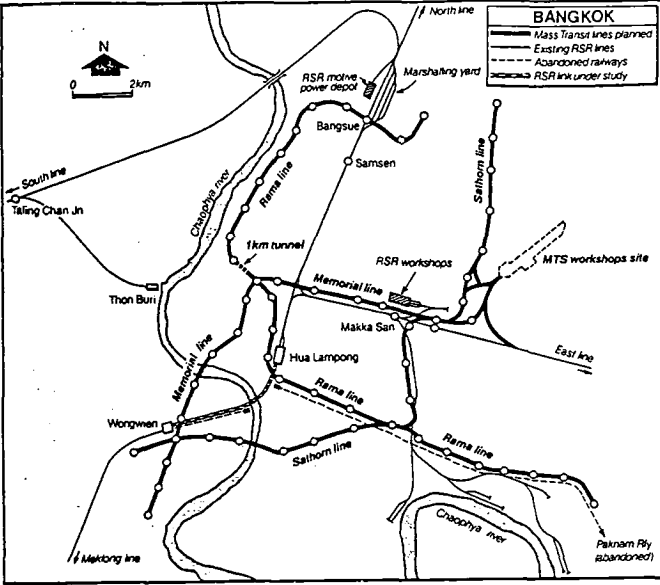 North line
BANGKOK
Mass Transit lines planned
Existing RSR lines
Abandoned railways
RSR link under study
N
0 2km
RSR motive
power depot
Marshalling yard
Bangsue
Samsen
South line
Taling Chan Jn
Chaophya river
Rama line
Sathorn line
1km tunnel
Memorial line
RSR workshops
MTS workshops site
Thon Buri
Makka San
East line
Hua Lampong
Memorial line
Rama line
Wongwien
Sathorn line
Rama line
Chaophya river
Meklong line
Paknam Rly
(abandoned)